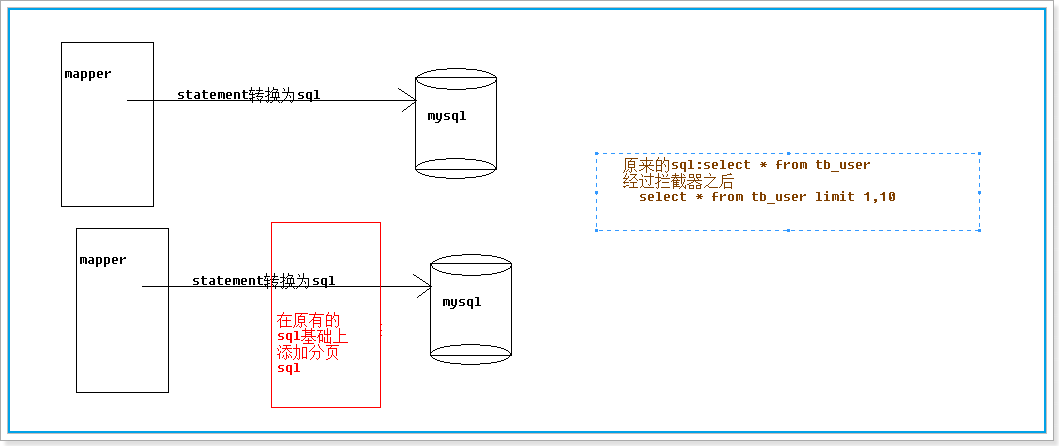 mapper
statement转换为sql
mysql
原来的sql:select * from tb_user
经过拦截器之后
select * from tb_user limit 1,10
mapper
statement转换为sql
mysql
在原有的
sql基础上
添加分页
sql